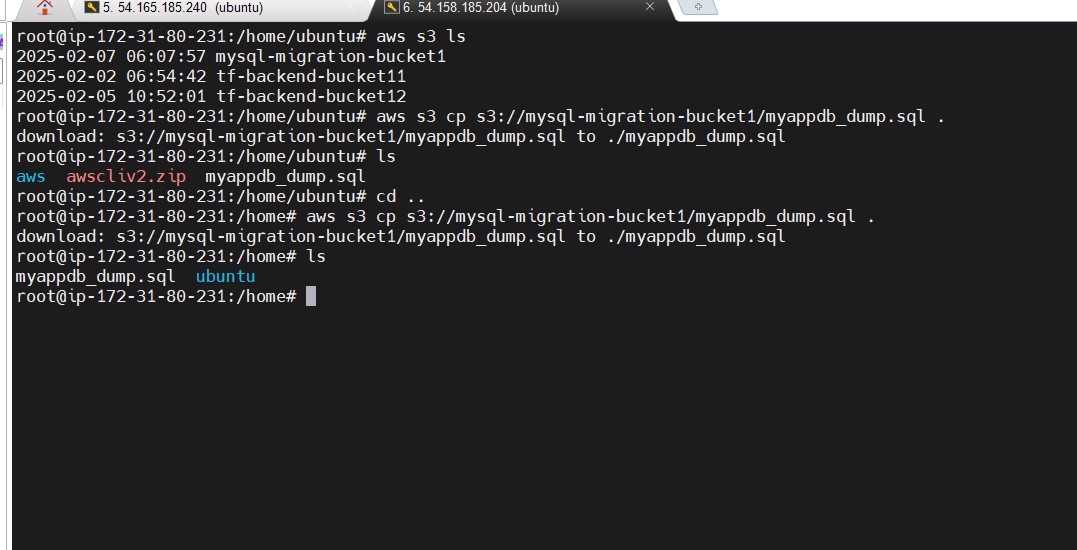 5. 54.165.185.240 (ubuntu)
6. 54.158.185.204 (ubuntu)
root@ip-172-31-80-231:/home/ubuntu# aws s3 ls
2025-02-07 06:07:57 mysql-migration-bucket1
2025-02-02 06:54:42 tf-backend-bucket11
2025-02-05 10:52:01 tf-backend-bucket12
root@ip-172-31-80-231:/home/ubuntu# aws s3 cp s3://mysql-migration-bucket1/myappdb_dump.sql .
download: s3://mysql-migration-bucket1/myappdb_dump.sql to ./myappdb_dump.sql
root@ip-172-31-80-231:/home/ubuntu# ls
aws  awscliv2.zip  myappdb_dump.sql
root@ip-172-31-80-231:/home/ubuntu# cd ..
root@ip-172-31-80-231:/home# aws s3 cp s3://mysql-migration-bucket1/myappdb_dump.sql .
download: s3://mysql-migration-bucket1/myappdb_dump.sql to ./myappdb_dump.sql
root@ip-172-31-80-231:/home# ls
myappdb_dump.sql  ubuntu
root@ip-172-31-80-231:/home#